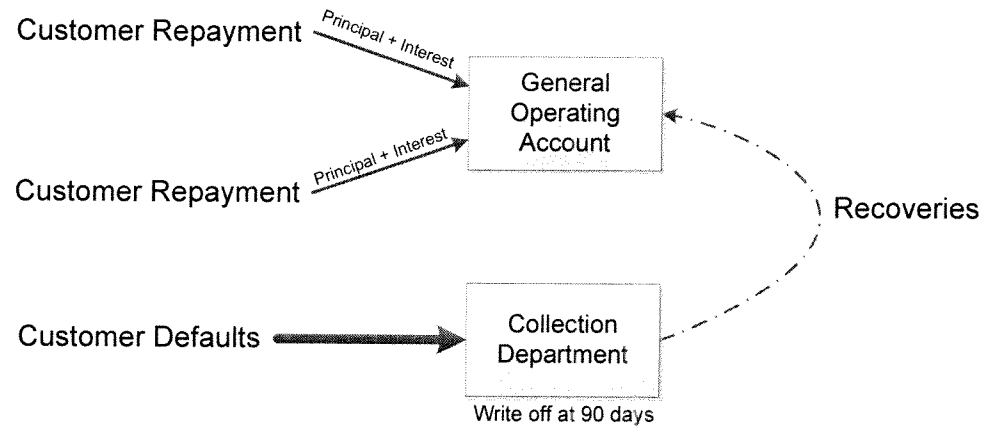 Customer Repayment
Principal + Interest
General
Operating
Account
Principal + Interest
Customer Repayment
Recoveries
Customer Defaults
Collection
Department
Write off at 90 days